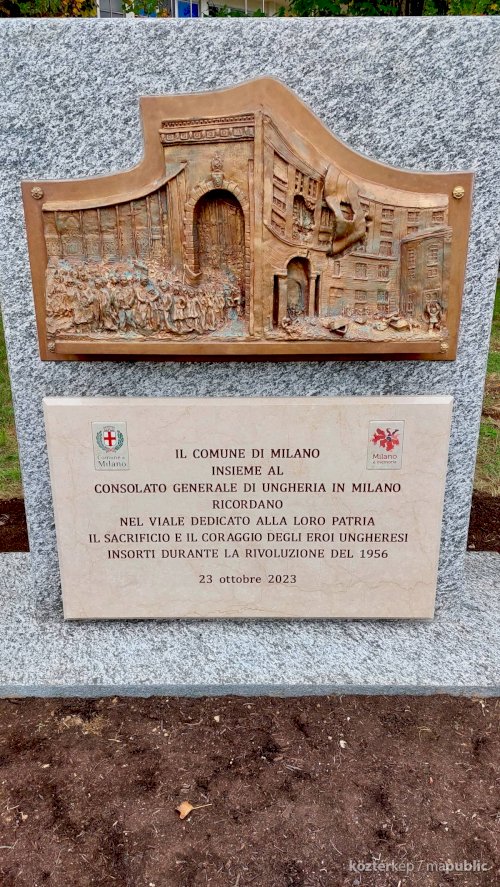 Comune di
Milano
Milano
è memoria
IL COMUNE DI MILANO
INSIEME AL
CONSOLATO GENERALE DI UNGHERIA IN MILANO
RICORDANO
NEL VIALE DEDICATO ALLA LORO PATRIA
IL SACRIFICIO E IL CORAGGIO DEGLI EROI UNGHERESI
INSORTI DURANTE LA RIVOLUZIONE DEL 1956
23 ottobre 2023
köztérkép / mapublic